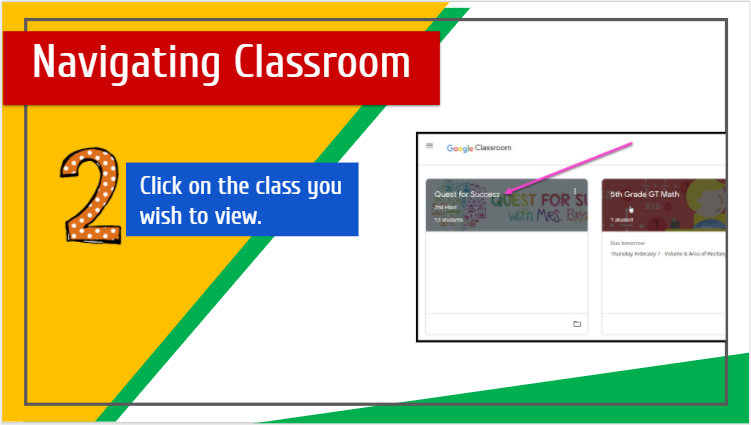 Navigating Classroom
2
Click on the class you
wish to view.
Google Classroom
Quest for Success
2nd Hour
13 students
QUEST FOR SU
with Mrs. Bro
5th Grade GT Math
1 student
Due tomorrow
Thursday, February 7 - Volume & Area of Rectang